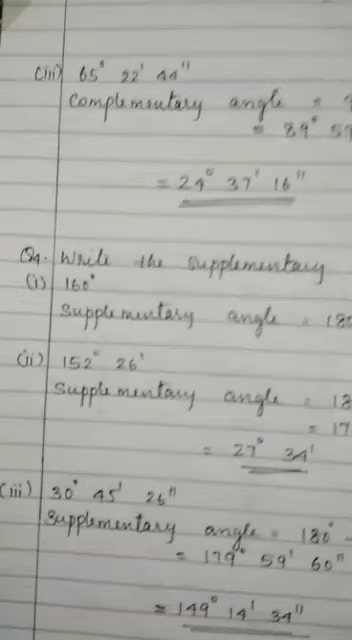 (iii) 65° 22' 44"
Complementary angle =
= 89° 59
= 24° 37' 16"
Q4. Write the supplementary
(i) 160°
Supplementary angle = 180
(ii) 152° 26'
Supplementary angle = 18
= 17
= 27° 34'
(iii) 30° 45' 26"
Supplementary angle = 180° -
= 179° 59' 60"
= 149° 14' 34"